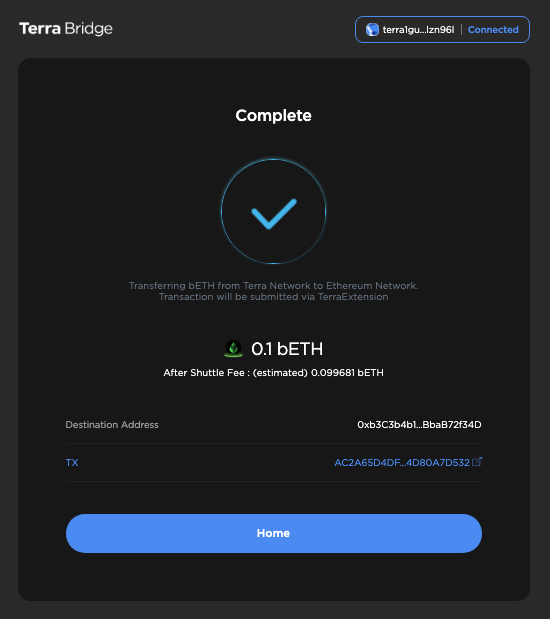 Terra Bridge
terra1gu...lzn96l | Connected
Complete
Transferring bETH from Terra Network to Ethereum Network.
Transaction will be submitted via TerraExtension
0.1 bETH
After Shuttle Fee : (estimated) 0.099681 bETH
Destination Address 0xb3C3b4b1...BbaB72f34D
TX AC2A65D4DF...4D80A7D532
Home